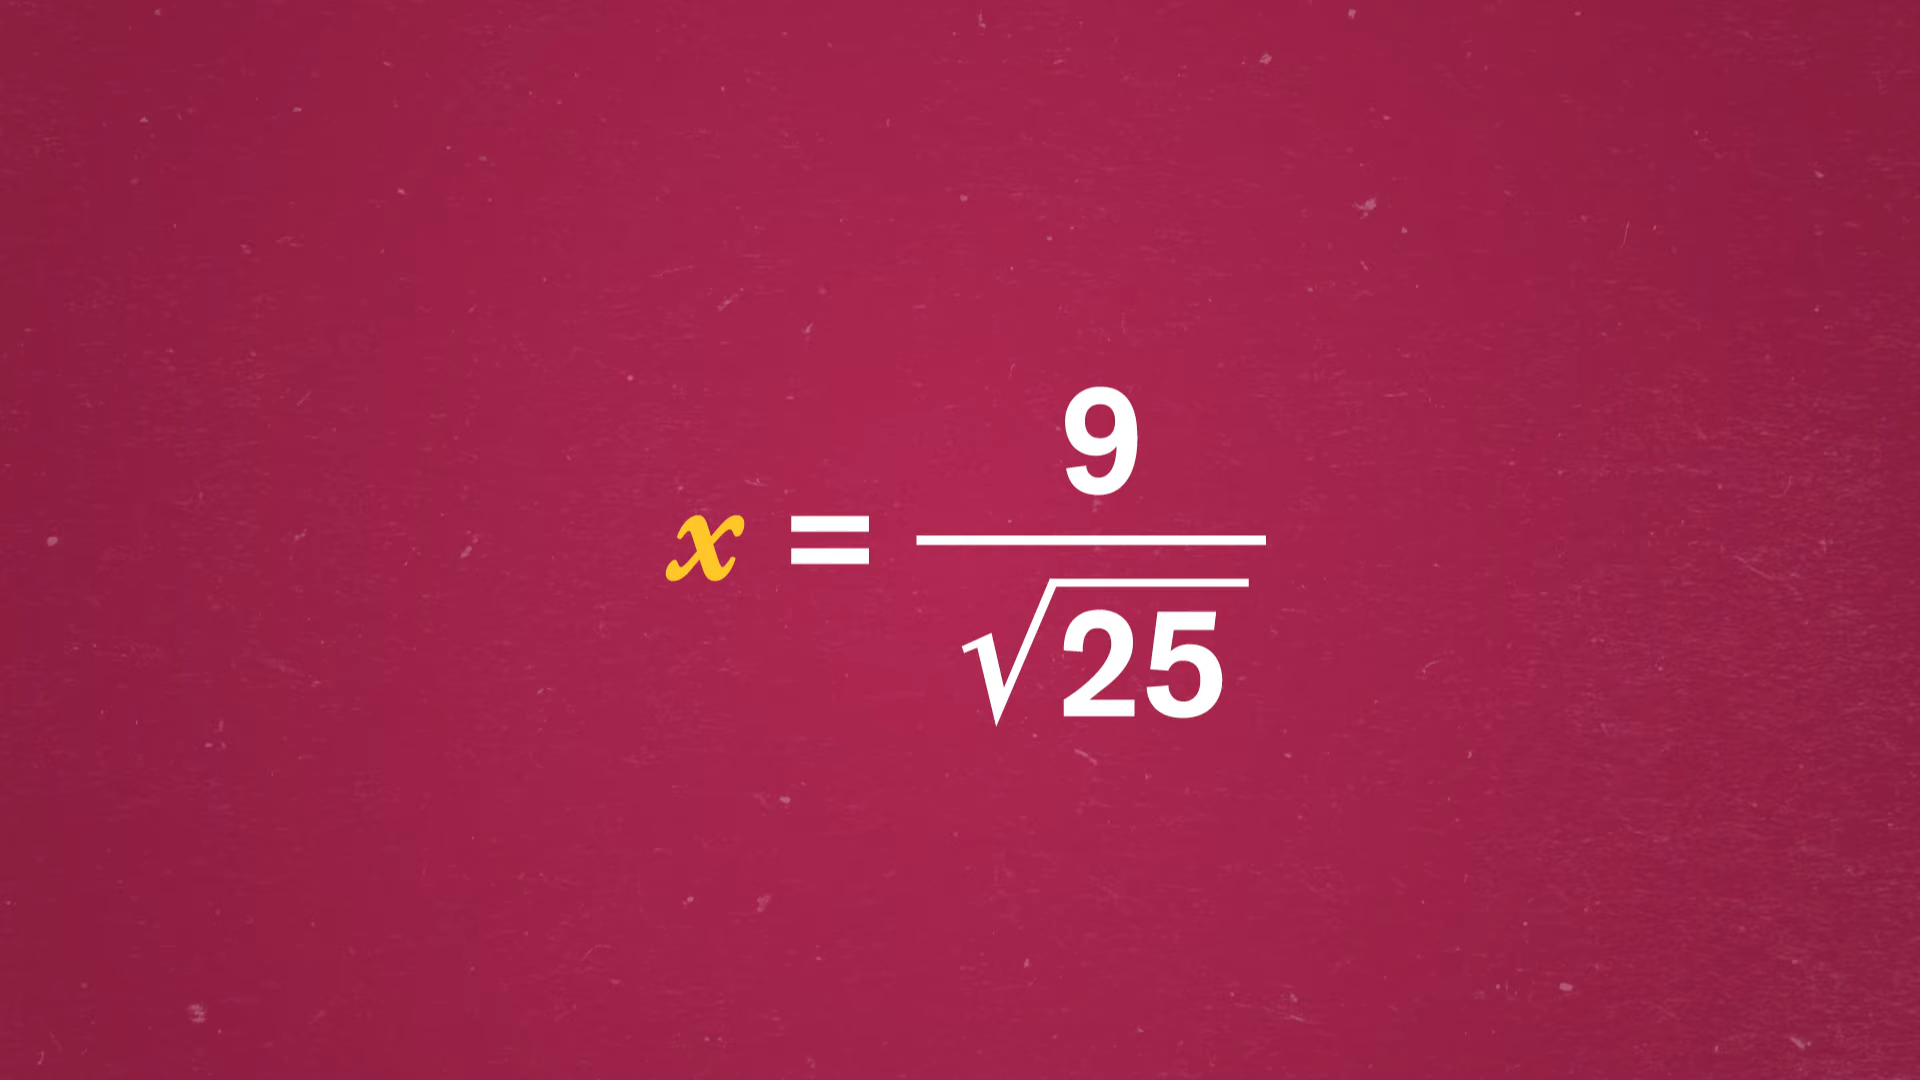 x = 9/√25